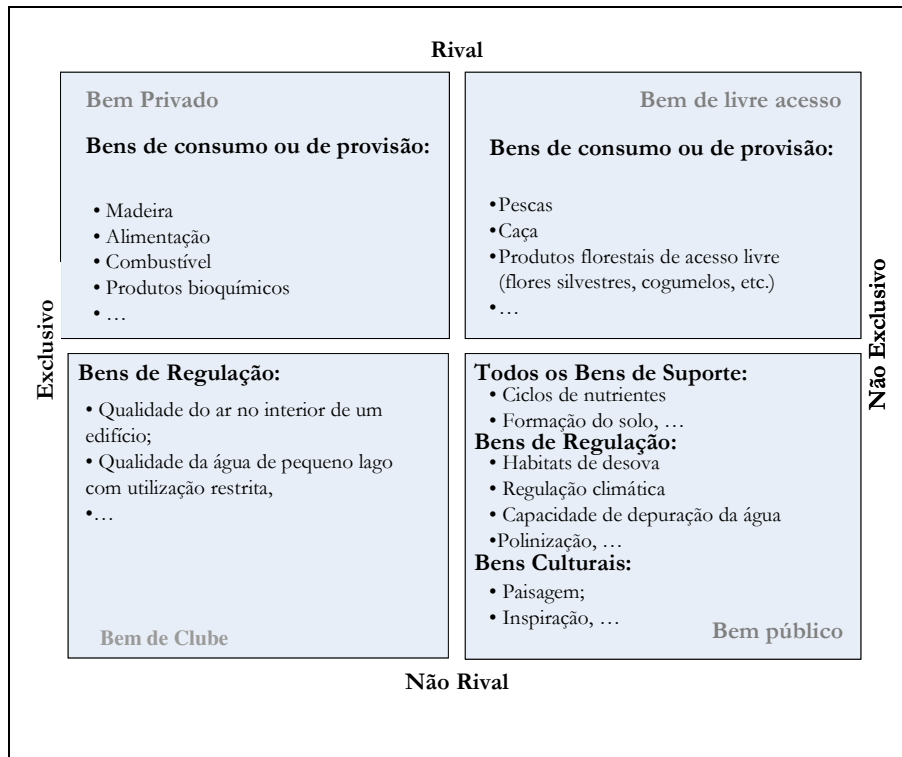 Rival
Bem Privado
Bens de consumo ou de provisão:
• Madeira
• Alimentação
• Combustível
• Produtos bioquímicos
• …
Bem de livre acesso
Bens de consumo ou de provisão:
•Pescas
• Caça
• Produtos florestais de acesso livre
(flores silvestres, cogumelos, etc.)
•…
Exclusivo
Não Exclusivo
Bens de Regulação:
• Qualidade do ar no interior de um
edifício;
• Qualidade da água de pequeno lago
com utilização restrita,
•…
Bem de Clube
Todos os Bens de Suporte:
• Ciclos de nutrientes
• Formação do solo, …
Bens de Regulação:
• Habitats de desova
• Regulação climática
• Capacidade de depuração da água
•Polinização, …
Bens Culturais:
• Paisagem;
• Inspiração, …
Bem público
Não Rival